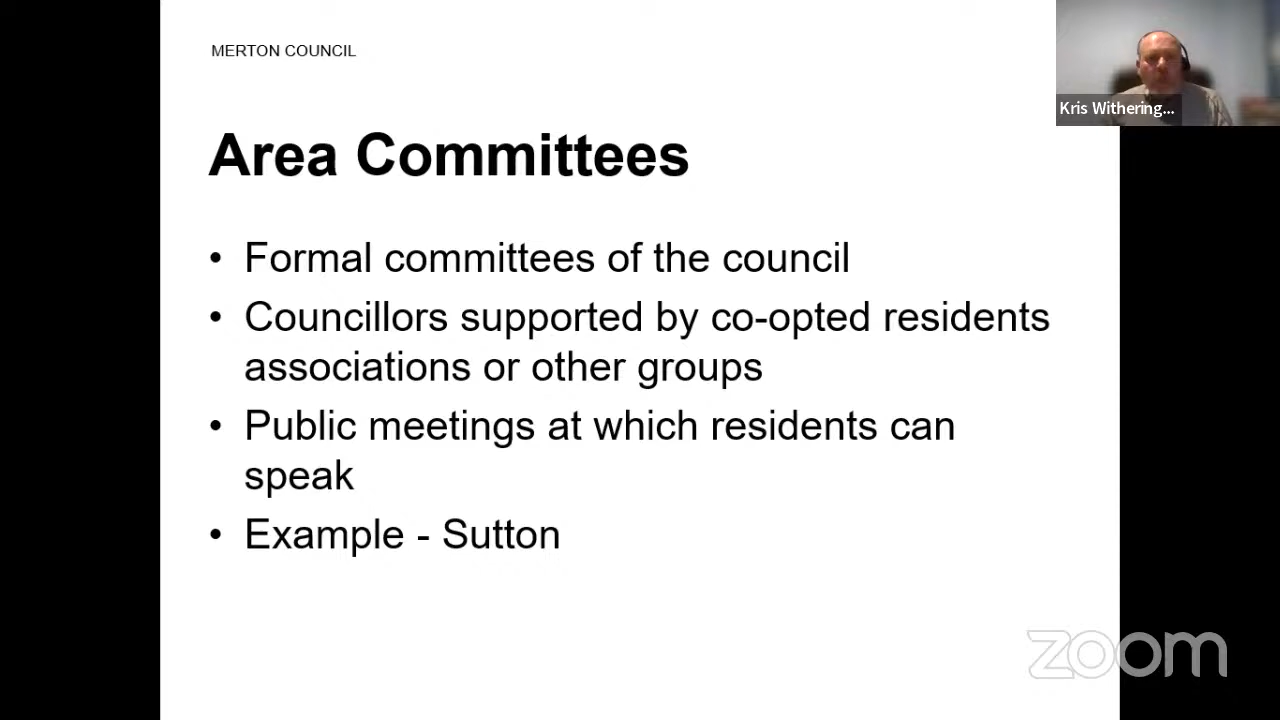 MERTON COUNCIL
Kris Withering...
Area Committees
• Formal committees of the council
• Councillors supported by co-opted residents
associations or other groups
• Public meetings at which residents can
speak
• Example - Sutton
zoom